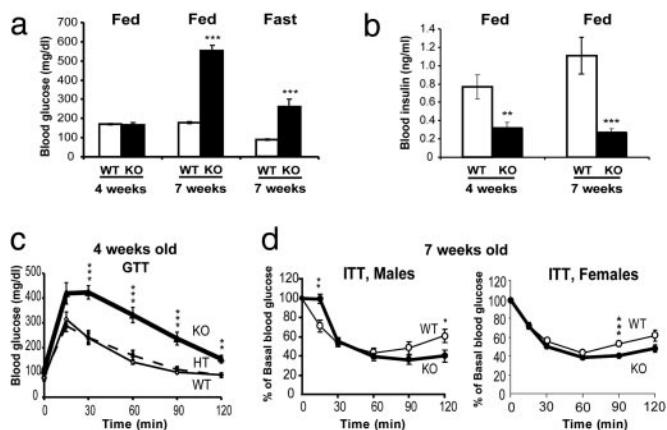 a
Fed Fed Fast
Blood glucose (mg/dl)
700
600
500
400
300
200
100
0
***
***
WT KO WT KO WT KO
4 weeks 7 weeks 7 weeks
b
Fed Fed
Blood insulin (ng/ml)
1.4
1.2
1
0.8
0.6
0.4
0.2
0
**
***
WT KO WT KO
4 weeks 7 weeks
c
4 weeks old
GTT
Blood glucose (mg/dl)
500
400
300
200
100
0
***
****
****
**
KO
HT
WT
0 30 60 90 120
Time (min)
d
7 weeks old
ITT, Males
% of Basal blood glucose
120
100
80
60
40
20
0
**
*
WT
KO
0 30 60 90 120
Time (min)
ITT, Females
% of Basal blood glucose
120
100
80
60
40
20
0
***
WT
KO
0 30 60 90 120
Time (min)